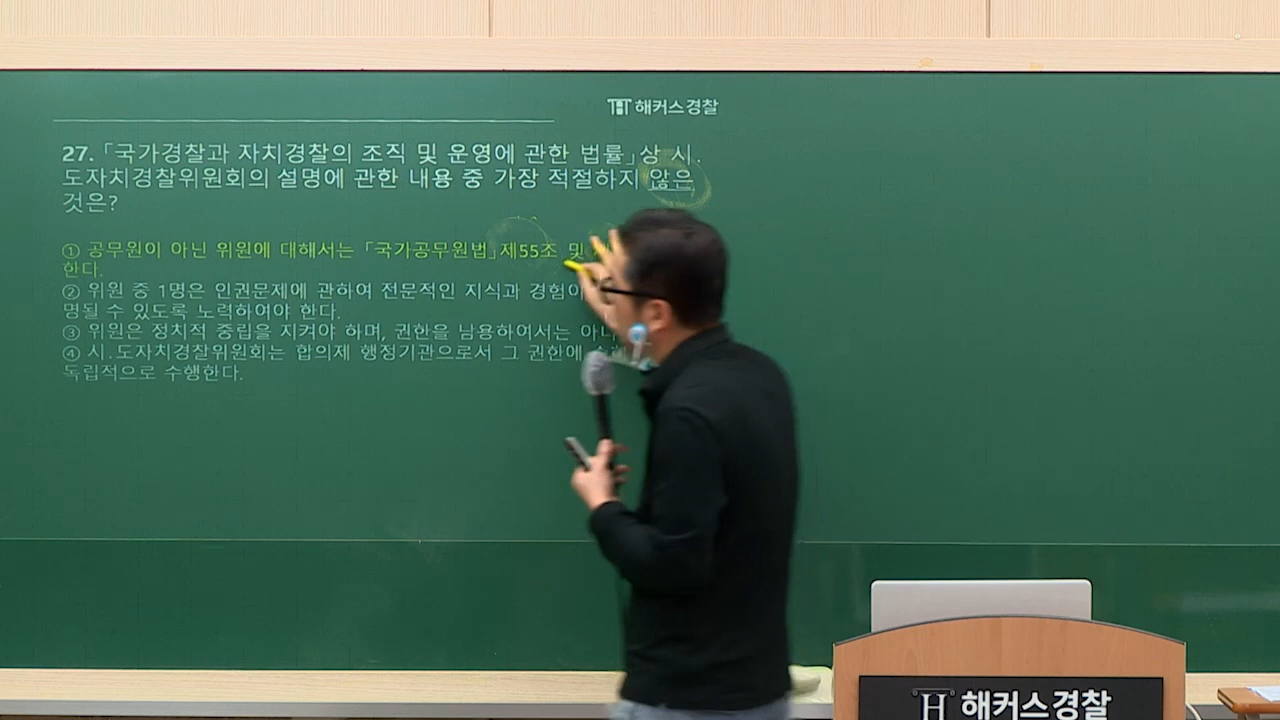 해커스경찰
27. 「국가경찰과 자치경찰의 조직 및 운영에 관한 법률」상 시.
도자치경찰위원회의 설명에 관한 내용 중 가장 적절하지 않은
것은?
① 공무원이 아닌 위원에 대해서는 「국가공무원법」제55조 및
한다.
② 위원 중 1명은 인권문제에 관하여 전문적인 지식과 경험이
명될 수 있도록 노력하여야 한다.
③ 위원은 정치적 중립을 지켜야 하며, 권한을 남용하여서는
④ 시.도자치경찰위원회는 합의제 행정기관으로서 그 권한에
독립적으로 수행한다.
H 해커스경찰